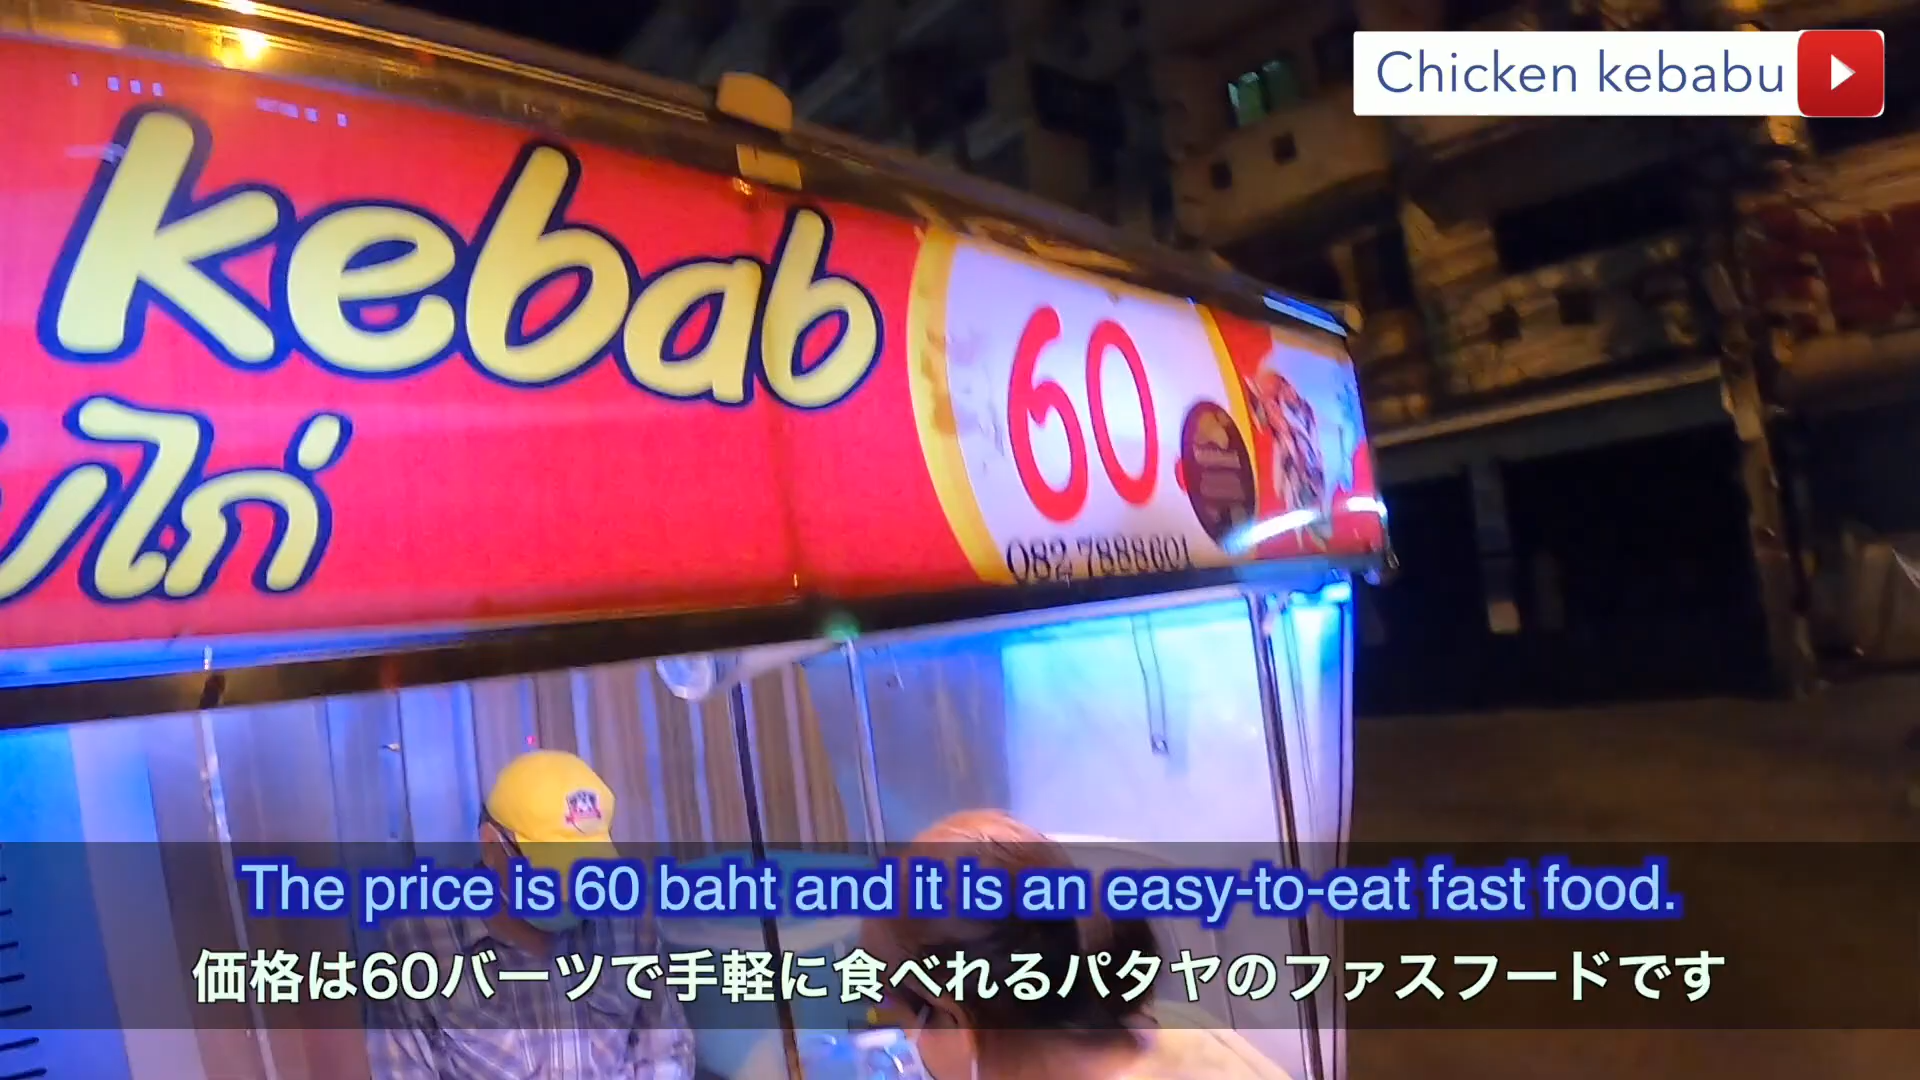 Chicken kebabu
kebab
ไก่
60
082 7888601
The price is 60 baht and it is an easy-to-eat fast food.
価格は60バーツで手軽に食べれるパタヤのファスフードです